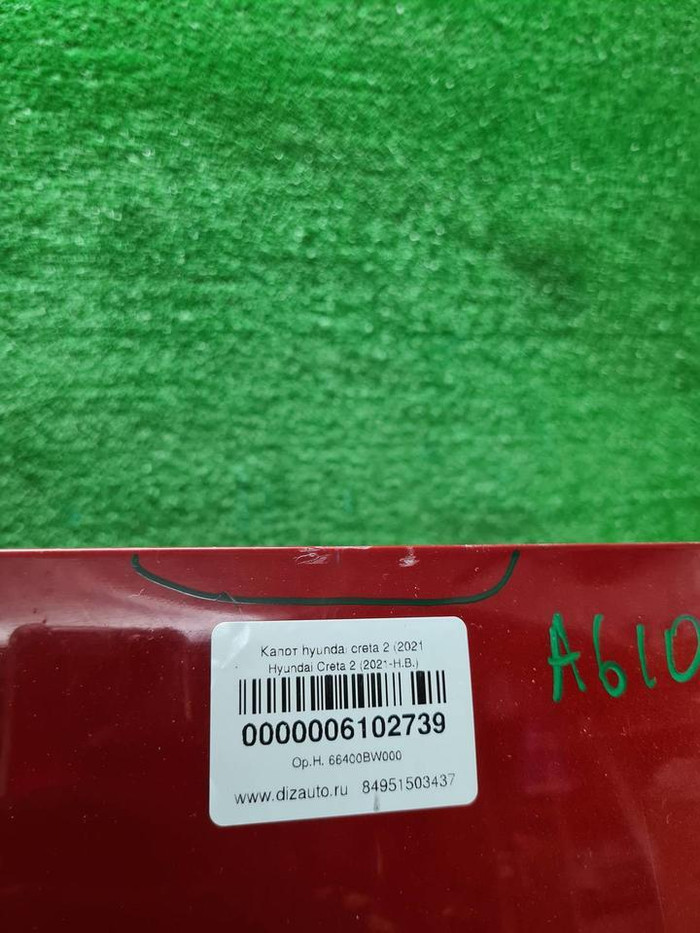 Капот hyundai creta 2 (2021
Hyundai Creta 2 (2021-Н.В.)
0000006102739
Ор.Н. 66400BW000
www.dizauto.ru 84951503437
A610